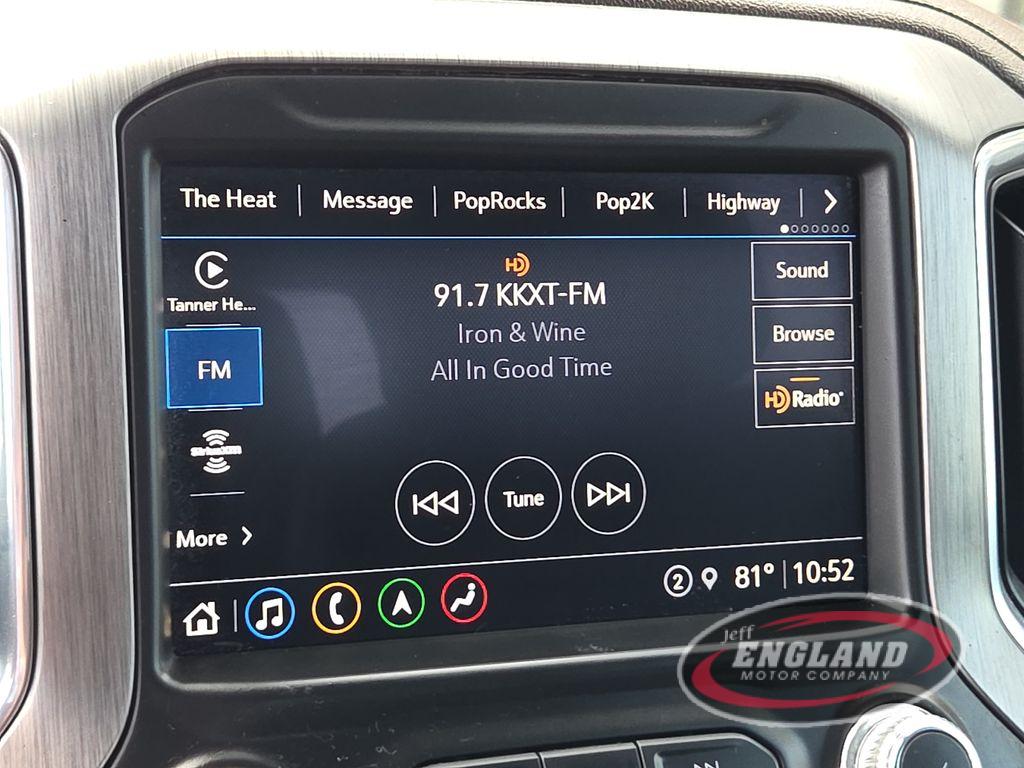 The Heat | Message | PopRocks | Pop2K | Highway
Tanner He...
FM
SiriusXM
More
HD
91.7 KKXT-FM
Iron & Wine
All In Good Time
Tune
Sound
Browse
HD Radio®
2 81° 10:52
Jeff
ENGLAND
MOTOR COMPANY